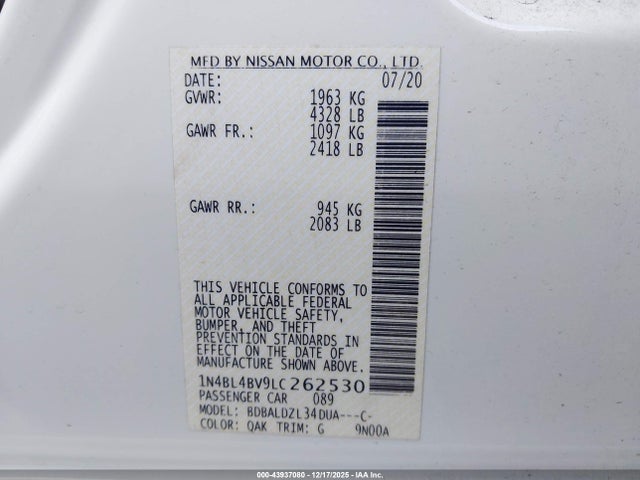 MFD BY NISSAN MOTOR CO., LTD.
DATE: 07/20
GVWR: 1963 KG
4328 LB
GAWR FR.: 1097 KG
2418 LB
GAWR RR.: 945 KG
2083 LB
THIS VEHICLE CONFORMS TO
ALL APPLICABLE FEDERAL
MOTOR VEHICLE SAFETY,
BUMPER, AND THEFT
PREVENTION STANDARDS IN
EFFECT ON THE DATE OF
MANUFACTURE SHOWN ABOVE.
1N4BL4BV9LC262530
PASSENGER CAR 089
MODEL: BDBALDZL34DUA---C-
COLOR: QAK TRIM: G 9N00A
000-43937080 - 12/17/2025 - IAA Inc.